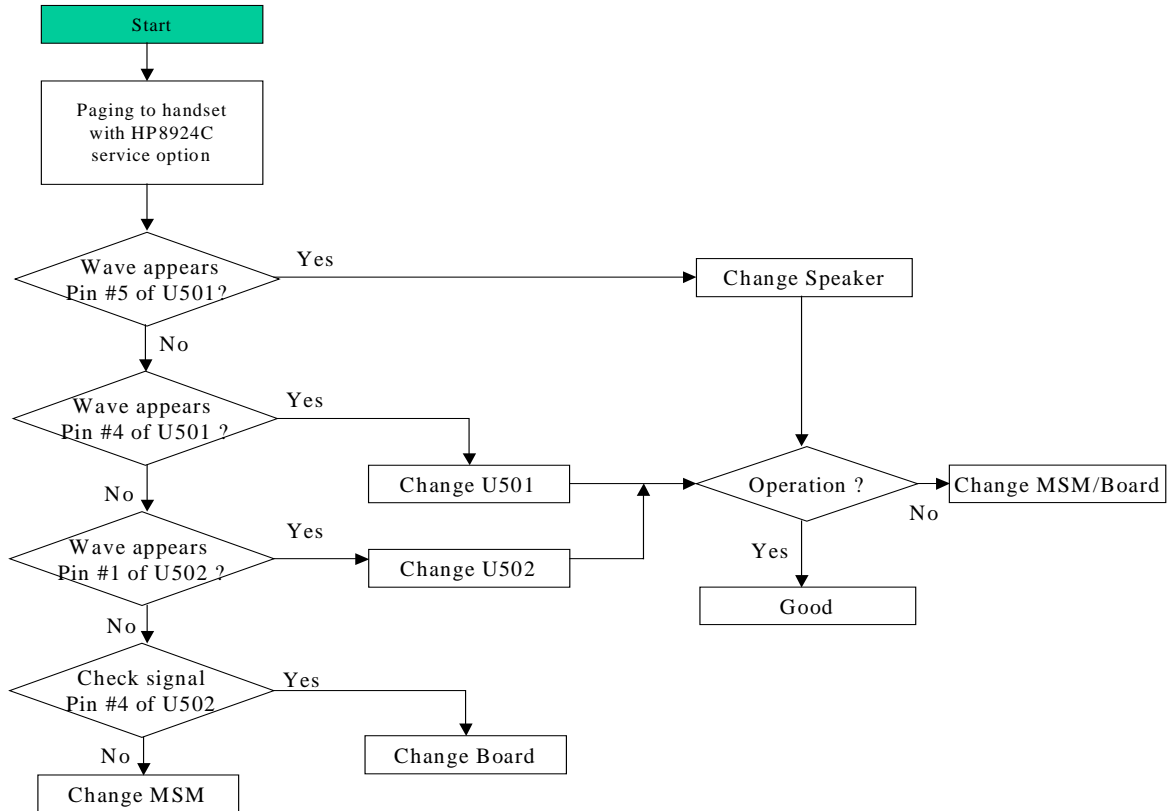 Start
Paging to handset
with HP8924C
service option
Wave appears
Pin #5 of U501?
Yes
Change Speaker
No
Wave appears
Pin #4 of U501 ?
Yes
Change U501
Operation ?
Change MSM/Board
No
No
Wave appears
Pin #1 of U502 ?
Yes
Change U502
Yes
Good
No
Check signal
Pin #4 of U502
Yes
Change Board
No
Change MSM